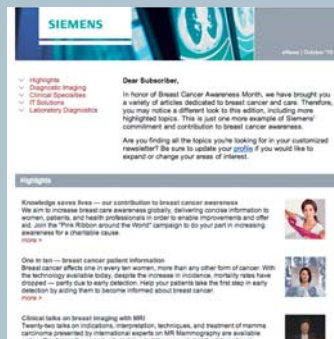 SIEMENS
eNews | October
Highlights
Diagnostic Imaging
Clinical Specialties
IT Solutions
Laboratory Diagnostics
Dear Subscriber,
In honor of Breast Cancer Awareness Month, we have brought you
a variety of articles dedicated to breast cancer and care. Therefore,
you may notice a different look to this edition, including more
highlighted topics. This is just one more example of Siemens'
commitment and contribution to breast cancer awareness.
Are you finding all the topics you're looking for in your customized
newsletter? Be sure to update your profile if you would like to
expand or change your areas of interest.
Highlights
Knowledge saves lives — our contribution to breast cancer awareness
We aim to increase breast care awareness globally, delivering concise information to
women, patients, and health professionals in order to enable improvements and offer
aid. Join the "Pink Ribbon around the World" campaign to do your part in increasing
awareness for a charitable cause.
more >
One in ten — breast cancer patient information
Breast cancer affects one in every ten women, more than any other form of cancer. With
the technology available today, despite the increase in incidence, mortality rates have
dropped — partly due to early detection. Help your patients take the first step in early
detection by aiding them to become informed about breast cancer.
more >
Clinical talks on breast imaging with MRI
Twenty-two talks on indications, interpretation, techniques, and treatment of mamma
carcinoma presented by international experts on MR Mammography are available